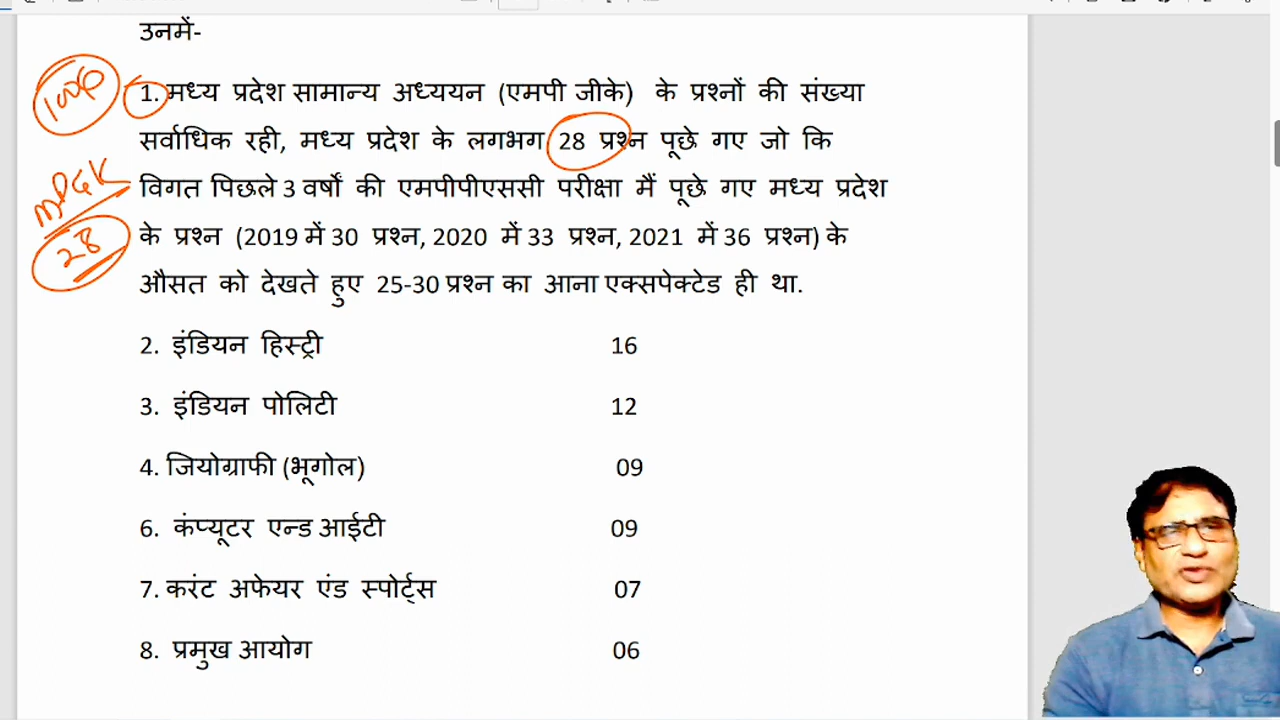 उनमें-
1. मध्य प्रदेश सामान्य अध्ययन (एमपी जीके) के प्रश्नों की संख्या
सर्वाधिक रही, मध्य प्रदेश के लगभग 28 प्रश्न पूछे गए जो कि
विगत पिछले 3 वर्षों की एमपीपीएससी परीक्षा मैं पूछे गए मध्य प्रदेश
के प्रश्न (2019 में 30 प्रश्न, 2020 में 33 प्रश्न, 2021 में 36 प्रश्न) के
औसत को देखते हुए 25-30 प्रश्न का आना एक्सपेक्टेड ही था.
MPGK
28
2. इंडियन हिस्ट्री 16
3. इंडियन पोलिटी 12
4. जियोग्राफी (भूगोल) 09
6. कंप्यूटर एन्ड आईटी 09
7. करंट अफेयर एंड स्पोर्ट्स 07
8. प्रमुख आयोग 06